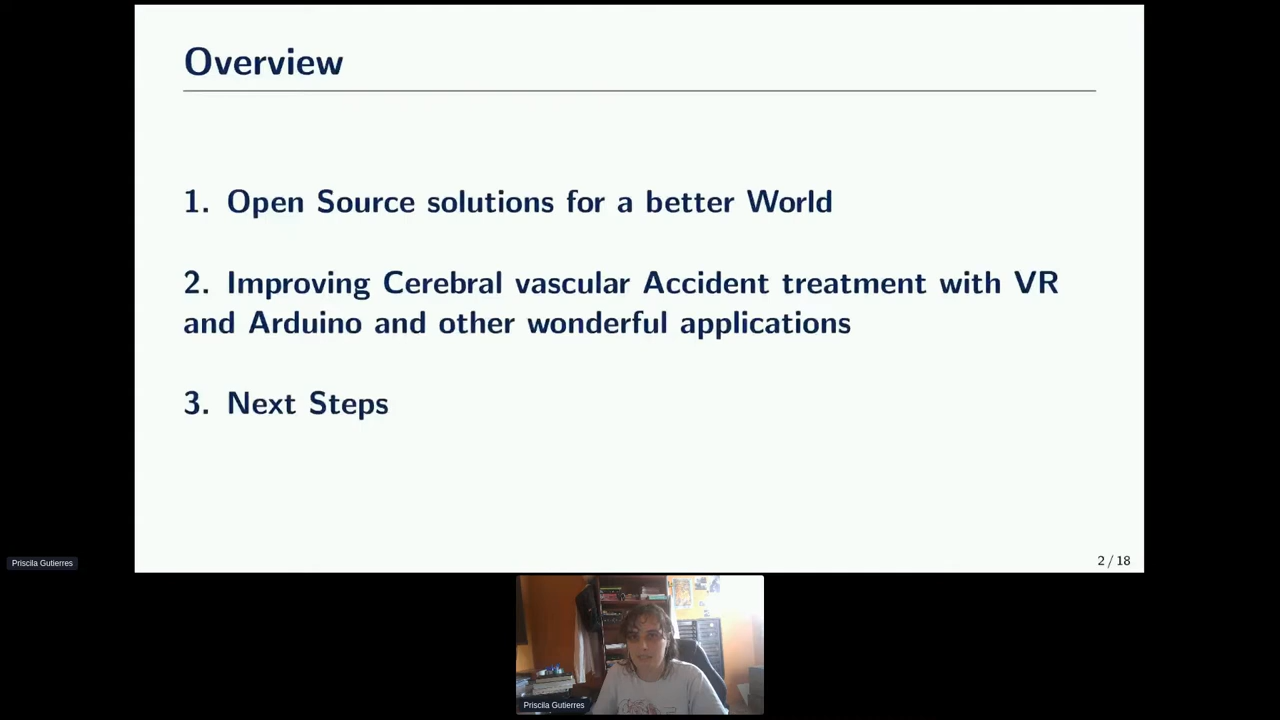 Overview
1. Open Source solutions for a better World
2. Improving Cerebral vascular Accident treatment with VR
and Arduino and other wonderful applications
3. Next Steps
2 / 18
Priscila Gutierres
Priscila Gutierres